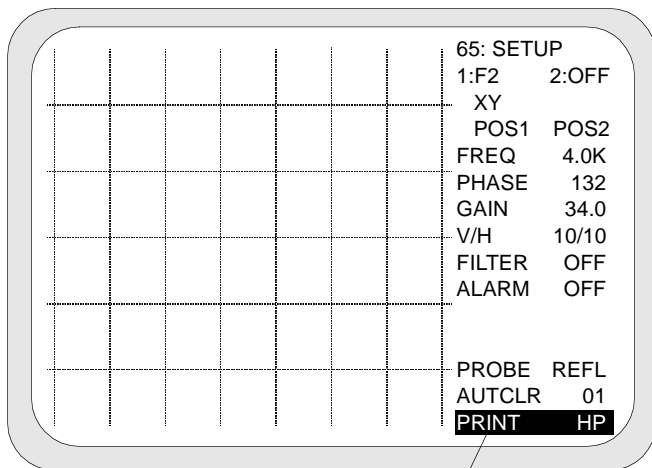 65: SETUP
1:F2 2:OFF
XY
POS1 POS2
FREQ 4.0K
PHASE 132
GAIN 34.0
V/H 10/10
FILTER OFF
ALARM OFF
PROBE REFL
AUTCLR 01
PRINT HP